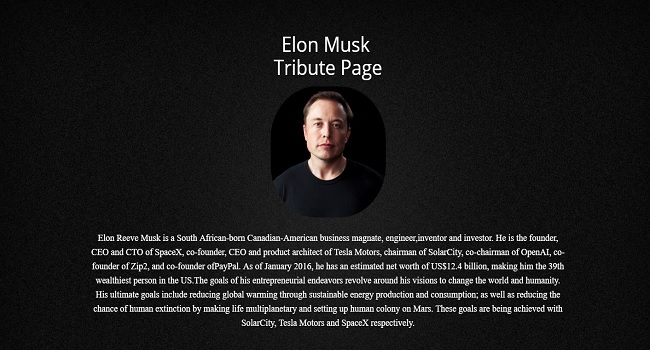 Elon Musk
Tribute Page
Elon Reeve Musk is a South African-born Canadian-American business magnate, engineer,inventor and investor. He is the founder,
CEO and CTO of SpaceX, co-founder, CEO and product architect of Tesla Motors, chairman of SolarCity, co-chairman of OpenAI, co-
founder of Zip2, and co-founder ofPayPal. As of January 2016, he has an estimated net worth of US$12.4 billion, making him the 39th
wealthiest person in the US.The goals of his entrepreneurial endeavors revolve around his visions to change the world and humanity.
His ultimate goals include reducing global warming through sustainable energy production and consumption; as well as reducing the
chance of human extinction by making life multiplanetary and setting up human colony on Mars. These goals are being achieved with
SolarCity, Tesla Motors and SpaceX respectively.